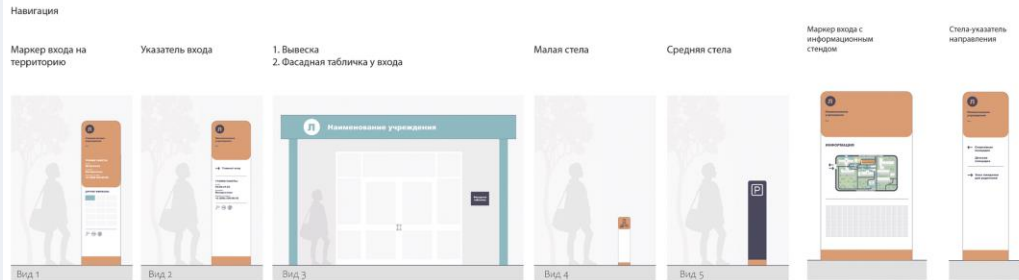 Навигация
Маркер входа на
территорию
Указатель входа
1. Вывеска
2. Фасадная табличка у входа
Малая стела
Средняя стела
Маркер входа с
информационным
стендом
Стела-указатель
направления
Л
Л
Л Наименование учреждения
P
Л
ИНФОРМАЦИЯ
Л
Вид 1
Вид 2
Вид 3
Вид 4
Вид 5